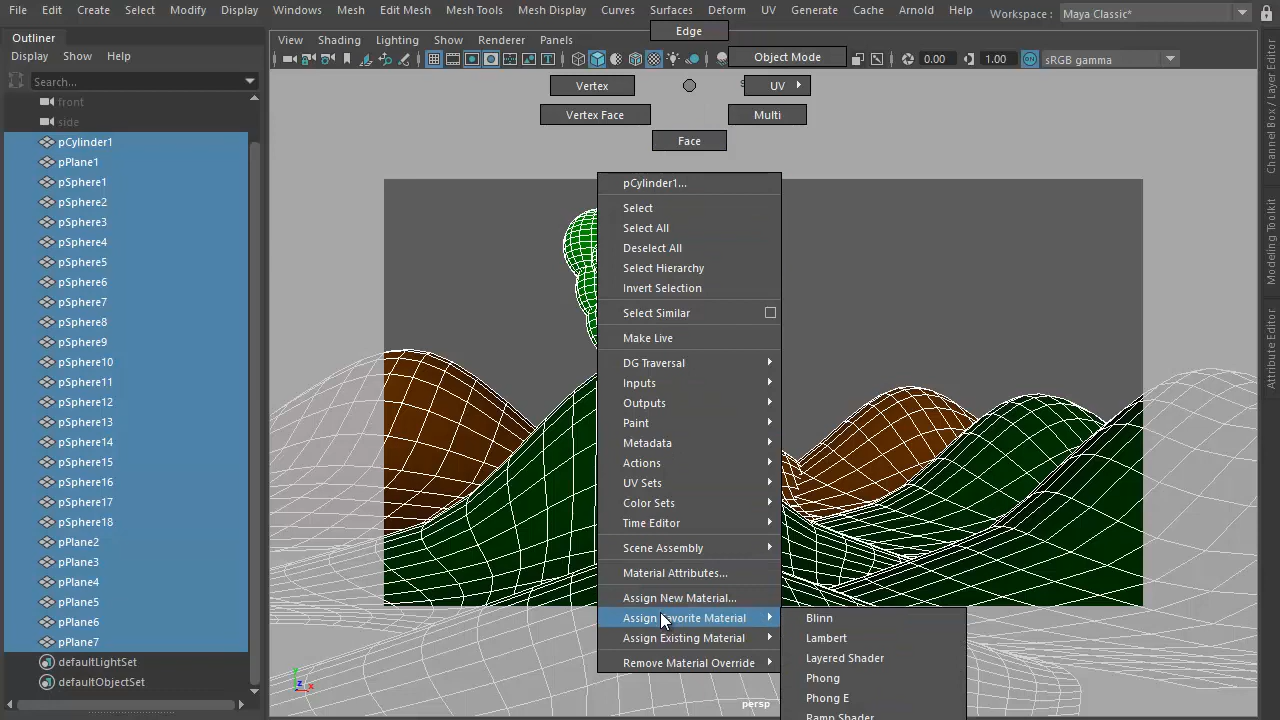 File Edit Create Select Modify Display Windows Mesh Edit Mesh Mesh Tools Mesh Display Curves Surfaces Deform UV Generate Cache Arnold Help Workspace : Maya Classic*
Outliner
Display Show Help
Search...
front
side
pCylinder1
pPlane1
pSphere1
pSphere2
pSphere3
pSphere4
pSphere5
pSphere6
pSphere7
pSphere8
pSphere9
pSphere10
pSphere11
pSphere12
pSphere13
pSphere14
pSphere15
pSphere16
pSphere17
pSphere18
pPlane2
pPlane3
pPlane4
pPlane5
pPlane6
pPlane7
defaultLightSet
defaultObjectSet
View Shading Lighting Show Renderer Panels
0.00 1.00 ON sRGB gamma
Edge
Object Mode
Vertex
UV
Vertex Face
Multi
Face
pCylinder1...
Select
Select All
Deselect All
Select Hierarchy
Invert Selection
Select Similar
Make Live
DG Traversal
Inputs
Outputs
Paint
Metadata
Actions
UV Sets
Color Sets
Time Editor
Scene Assembly
Material Attributes...
Assign New Material...
Assign Favorite Material
Assign Existing Material
Remove Material Override
Blinn
Lambert
Layered Shader
Phong
Phong E
Ramp Shader
persp
Y
X
Channel Box / Layer Editor
Modeling Toolkit
Attribute Editor